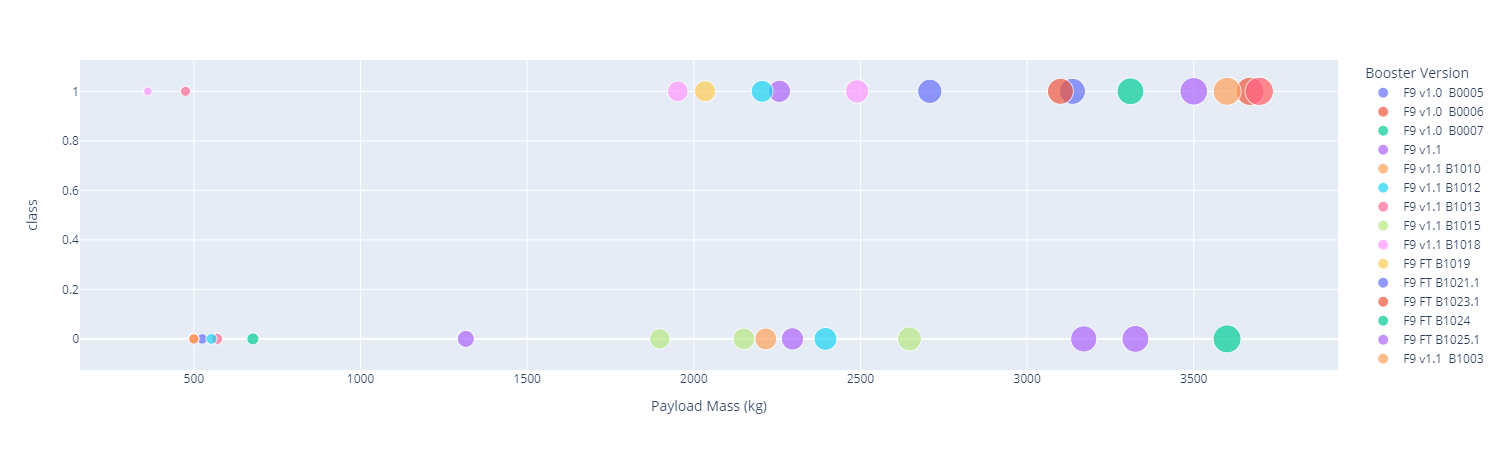 Booster Version
F9 v1.0  B0005
F9 v1.0  B0006
F9 v1.0  B0007
F9 v1.1
F9 v1.1 B1010
F9 v1.1 B1012
F9 v1.1 B1013
F9 v1.1 B1015
F9 v1.1 B1018
F9 FT B1019
F9 FT B1021.1
F9 FT B1023.1
F9 FT B1024
F9 FT B1025.1
F9 v1.1  B1003
class
1
0.8
0.6
0.4
0.2
0
500 1000 1500 2000 2500 3000 3500
Payload Mass (kg)